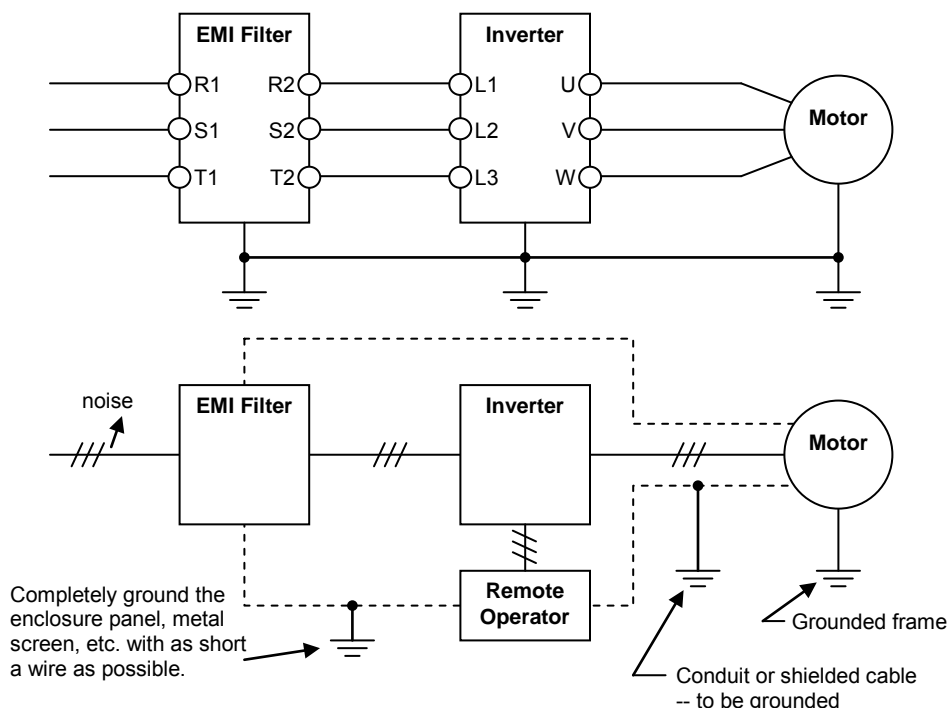 EMI Filter
Inverter
R1 R2 L1 U
Motor
S1 S2 L2 V
T1 T2 L3 W
noise
EMI Filter
Inverter
Motor
Completely ground the
enclosure panel, metal
screen, etc. with as short
a wire as possible.
Remote
Operator
Grounded frame
Conduit or shielded cable
-- to be grounded